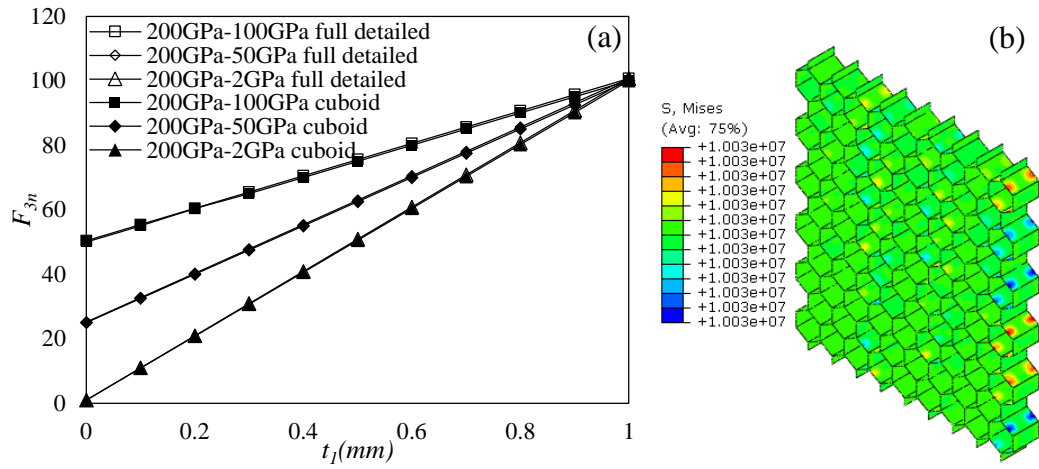 120
100
80
60
40
20
0
F3n
200GPa-100GPa full detailed
200GPa-50GPa full detailed
200GPa-2GPa full detailed
200GPa-100GPa cuboid
200GPa-50GPa cuboid
200GPa-2GPa cuboid
(a)
0 0.2 0.4 0.6 0.8 1
t1(mm)
(b)
S, Mises
(Avg: 75%)
+1.003e+07
+1.003e+07
+1.003e+07
+1.003e+07
+1.003e+07
+1.003e+07
+1.003e+07
+1.003e+07
+1.003e+07
+1.003e+07
+1.003e+07
+1.003e+07
+1.003e+07